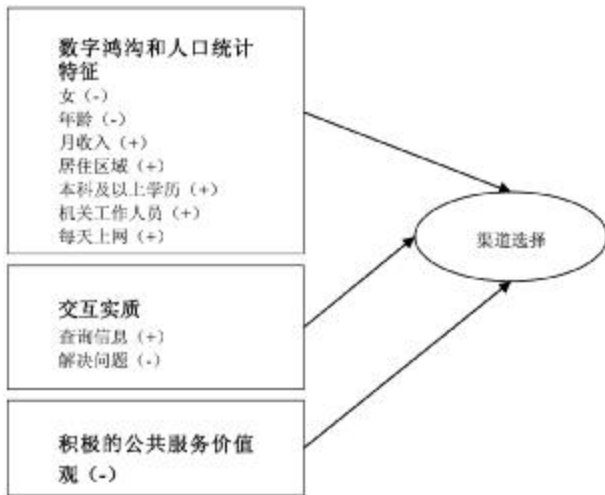 数字鸿沟和人口统计
特征
女（-）
年龄（-）
月收入（+）
居住区域（+）
本科及以上学历（+）
机关工作人员（+）
每天上网（+）
渠道选择
交互实质
查询信息（+）
解决问题（-）
积极的公共服务价值
观（-）